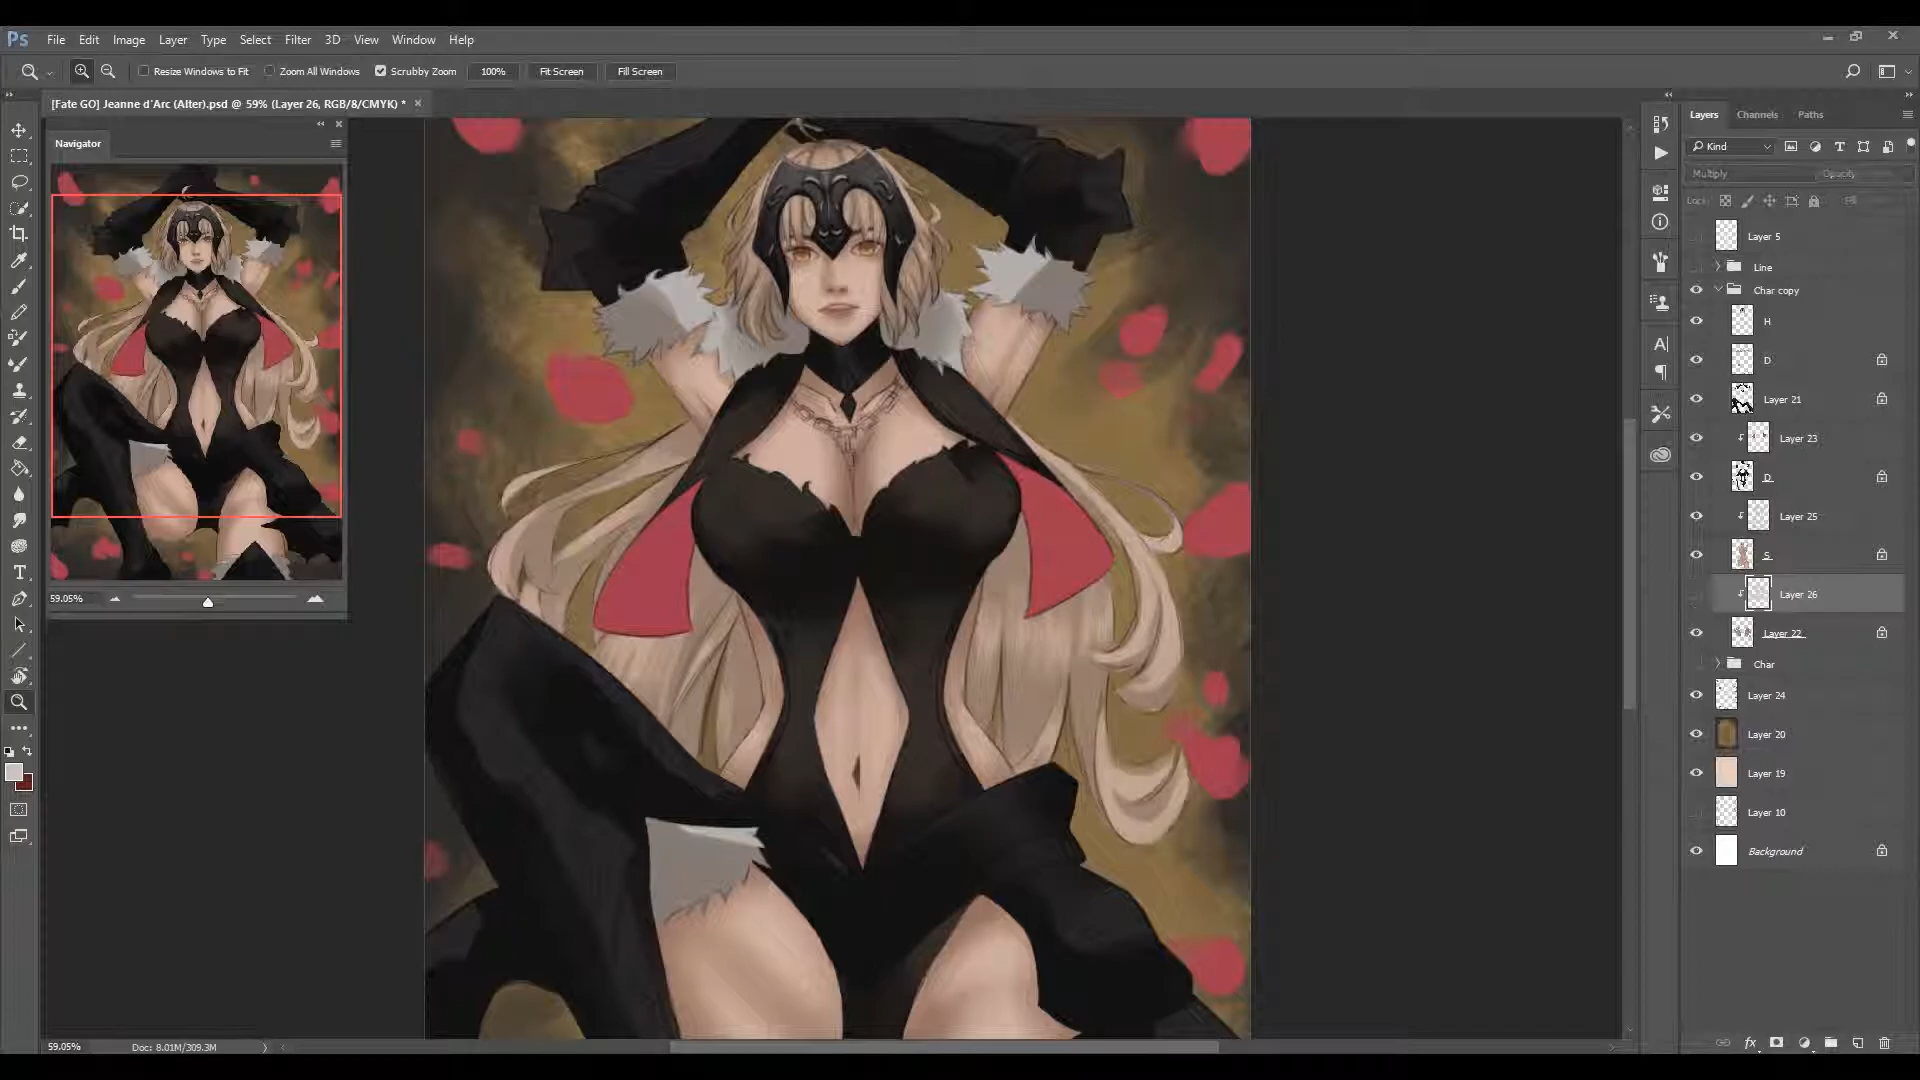 Ps File Edit Image Layer Type Select Filter 3D View Window Help
Resize Windows to Fit Zoom All Windows Scrubby Zoom 100% Fit Screen Fill Screen
[Fate GO] Jeanne d'Arc (Alter).psd @ 59% (Layer 26, RGB/8/CMYK) * ×
Navigator
59.05%
Layers Channels Paths
Kind
Multiply Opacity
Lock: Fill
Layer 5
Line
Char copy
H
D
Layer 21
Layer 23
D
Layer 25
S
Layer 26
Layer 22
Char
Layer 24
Layer 20
Layer 19
Layer 10
Background
59.05% Doc: 8.01M/309.3M